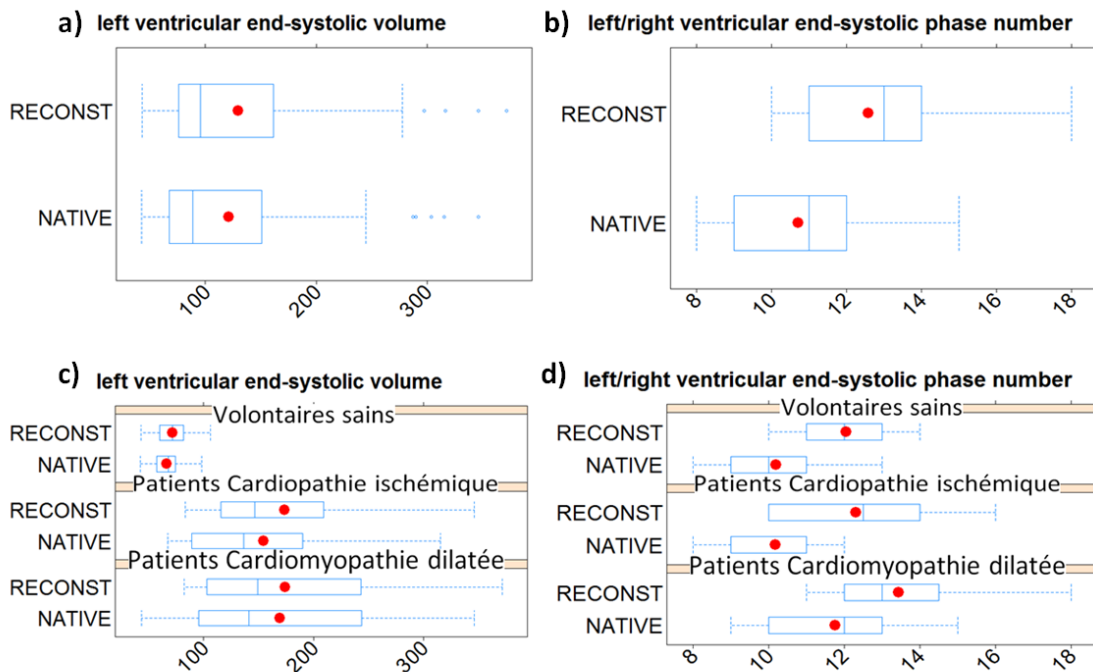 a) left ventricular end-systolic volume
RECONST
NATIVE
100 200 300
b) left/right ventricular end-systolic phase number
RECONST
NATIVE
8 10 12 14 16 18
c) left ventricular end-systolic volume
Volontaires sains
RECONST
NATIVE
Patients Cardiopathie ischémique
RECONST
NATIVE
Patients Cardiomyopathie dilatée
RECONST
NATIVE
100 200 300
d) left/right ventricular end-systolic phase number
Volontaires sains
RECONST
NATIVE
Patients Cardiopathie ischémique
RECONST
NATIVE
Patients Cardiomyopathie dilatée
RECONST
NATIVE
8 10 12 14 16 18